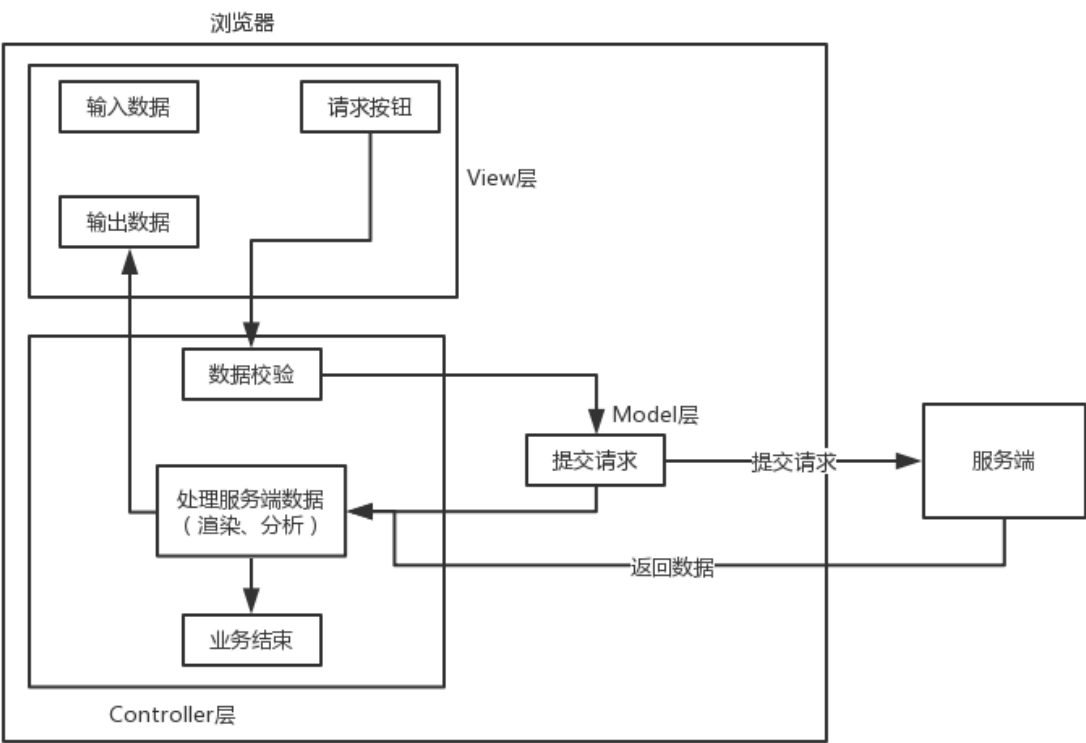 浏览器
输入数据
请求按钮
View层
输出数据
数据校验
Model层
提交请求
提交请求
服务端
处理服务端数据
（渲染、分析）
返回数据
业务结束
Controller层